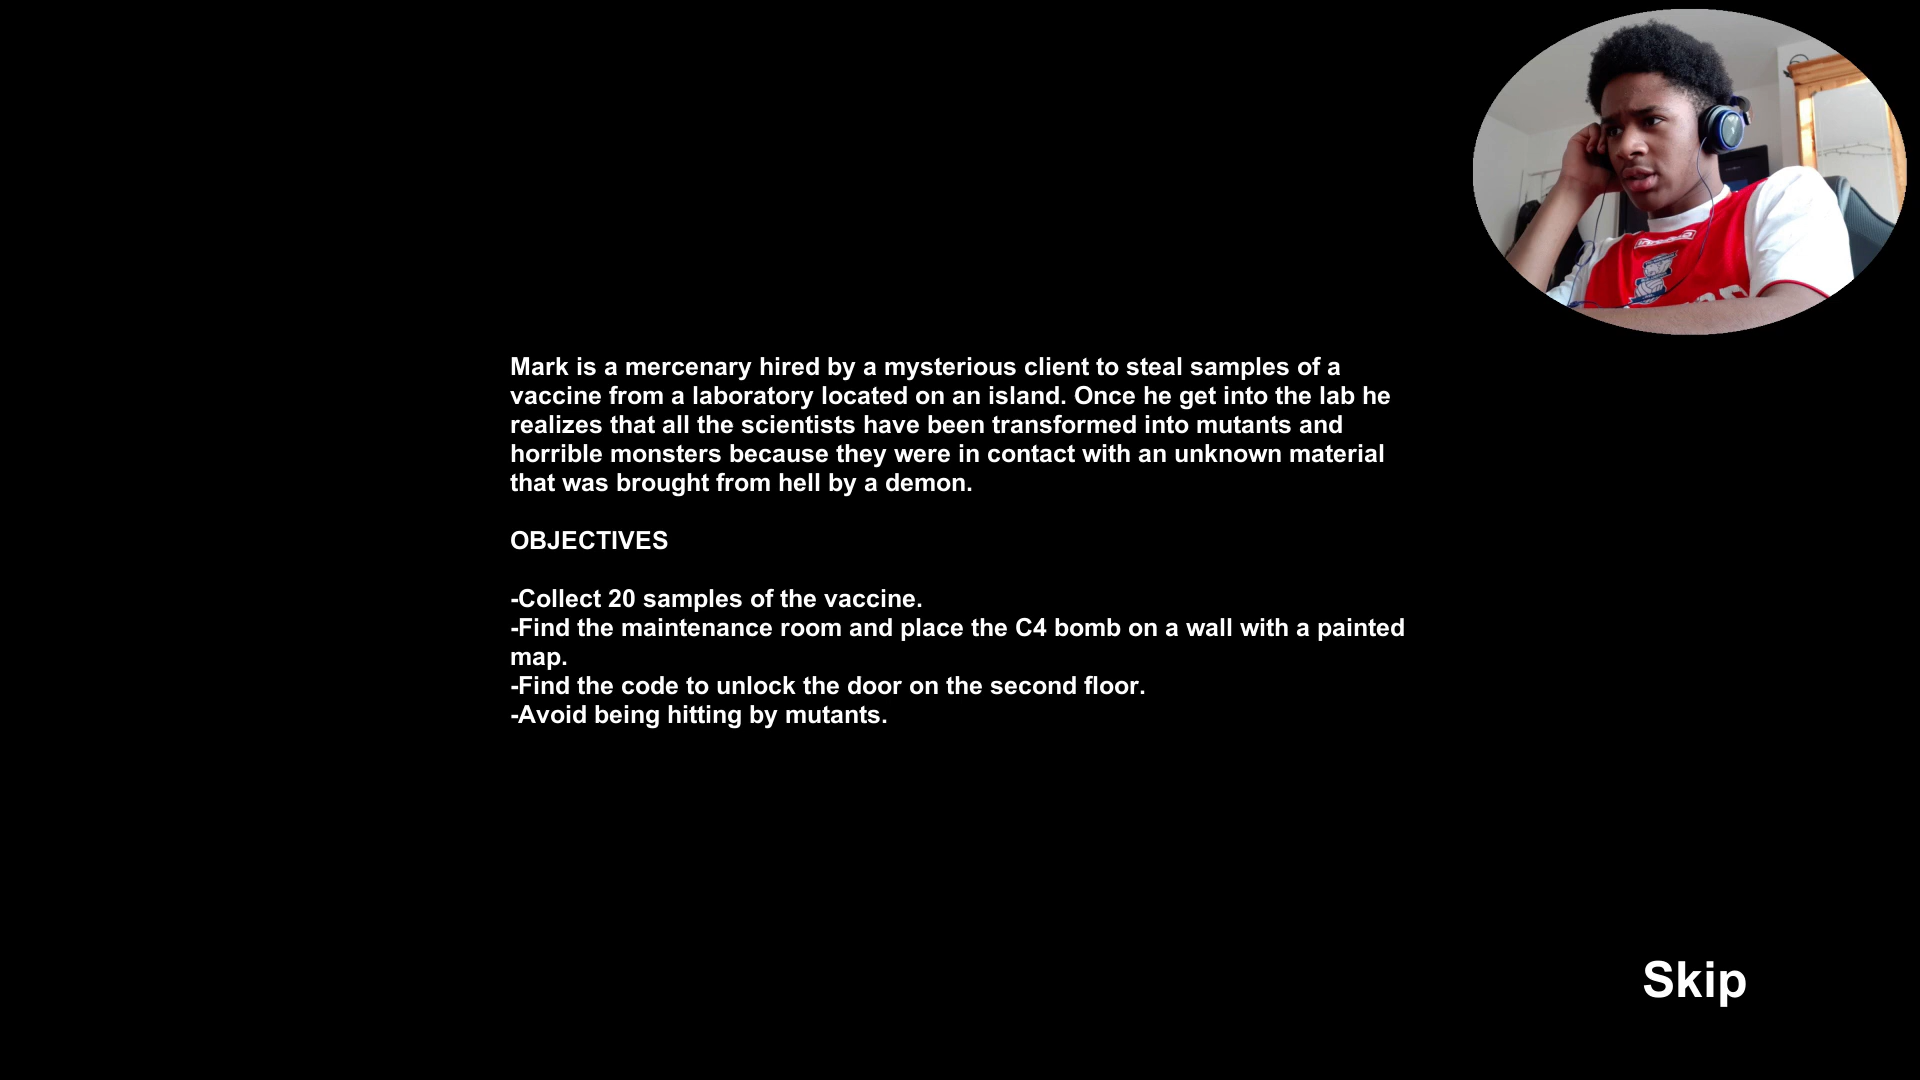 Mark is a mercenary hired by a mysterious client to steal samples of a
vaccine from a laboratory located on an island. Once he get into the lab he
realizes that all the scientists have been transformed into mutants and
horrible monsters because they were in contact with an unknown material
that was brought from hell by a demon.
OBJECTIVES
-Collect 20 samples of the vaccine.
-Find the maintenance room and place the C4 bomb on a wall with a painted
map.
-Find the code to unlock the door on the second floor.
-Avoid being hitting by mutants.
Skip